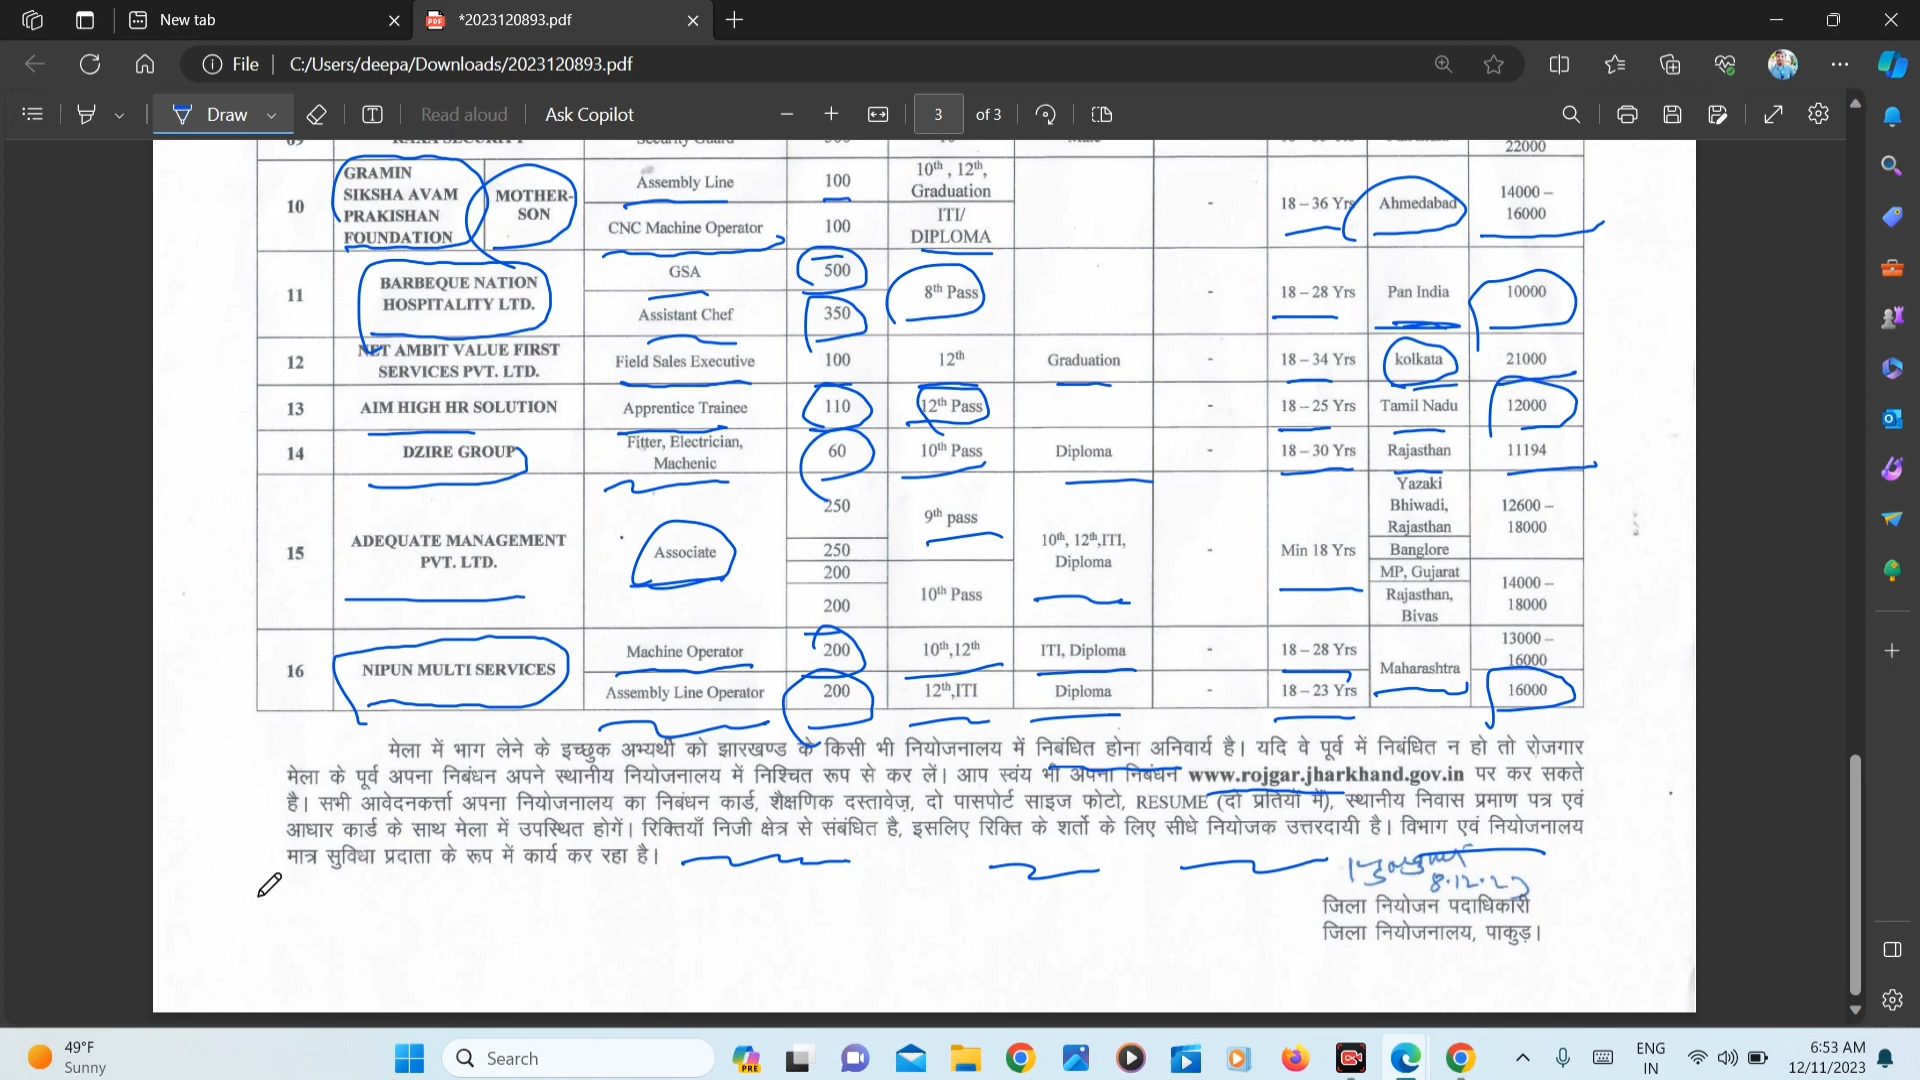 New tab
*2023120893.pdf
File
C:/Users/deepa/Downloads/2023120893.pdf
Draw
Read aloud
Ask Copilot
3
of 3
22000
10
GRAMIN SIKSHA AVAM PRAKISHAN FOUNDATION
MOTHER-SON
Assembly Line
100
10th , 12th, Graduation
CNC Machine Operator
100
ITI/ DIPLOMA
-
18 – 36 Yrs
Ahmedabad
14000 – 16000
11
BARBEQUE NATION HOSPITALITY LTD.
GSA
500
Assistant Chef
350
8th Pass
-
18 – 28 Yrs
Pan India
10000
12
NET AMBIT VALUE FIRST SERVICES PVT. LTD.
Field Sales Executive
100
12th
Graduation
-
18 – 34 Yrs
kolkata
21000
13
AIM HIGH HR SOLUTION
Apprentice Trainee
110
12th Pass
-
18 – 25 Yrs
Tamil Nadu
12000
14
DZIRE GROUP
Fitter, Electrician, Machenic
60
10th Pass
Diploma
-
18 – 30 Yrs
Rajasthan
11194
15
ADEQUATE MANAGEMENT PVT. LTD.
Associate
250
250
200
200
9th pass
10th Pass
10th, 12th,ITI, Diploma
-
Min 18 Yrs
Yazaki Bhiwadi, Rajasthan
Banglore
MP, Gujarat
Rajasthan, Bivas
12600 – 18000
14000 – 18000
16
NIPUN MULTI SERVICES
Machine Operator
200
10th,12th
ITI, Diploma
-
18 – 28 Yrs
Maharashtra
13000 – 16000
Assembly Line Operator
200
12th,ITI
Diploma
-
18 – 23 Yrs
16000
मेला में भाग लेने के इच्छुक अभ्यर्थी को झारखण्ड के किसी भी नियोजनालय में निबंधित होना अनिवार्य है। यदि वे पूर्व में निबंधित न हो तो रोजगार
मेला के पूर्व अपना निबंधन अपने स्थानीय नियोजनालय में निश्चित रूप से कर लें। आप स्वंय भी अपना निबंधन www.rojgar.jharkhand.gov.in पर कर सकते
है। सभी आवेदनकर्त्ता अपना नियोजनालय का निबंधन कार्ड, शैक्षणिक दस्तावेज, दो पासपोर्ट साइज फोटो, RESUME (दो प्रतियों में), स्थानीय निवास प्रमाण पत्र एवं
आधार कार्ड के साथ मेला में उपस्थित होगें। रिक्तियाँ निजी क्षेत्र से संबंधित है, इसलिए रिक्ति के शर्तो के लिए सीधे नियोजक उत्तरदायी है। विभाग एवं नियोजनालय
मात्र सुविधा प्रदाता के रूप में कार्य कर रहा है।
8.12.23
जिला नियोजन पदाधिकारी
जिला नियोजनालय, पाकुड़।
49°F
Sunny
Search
PRE
ENG
IN
6:53 AM
12/11/2023